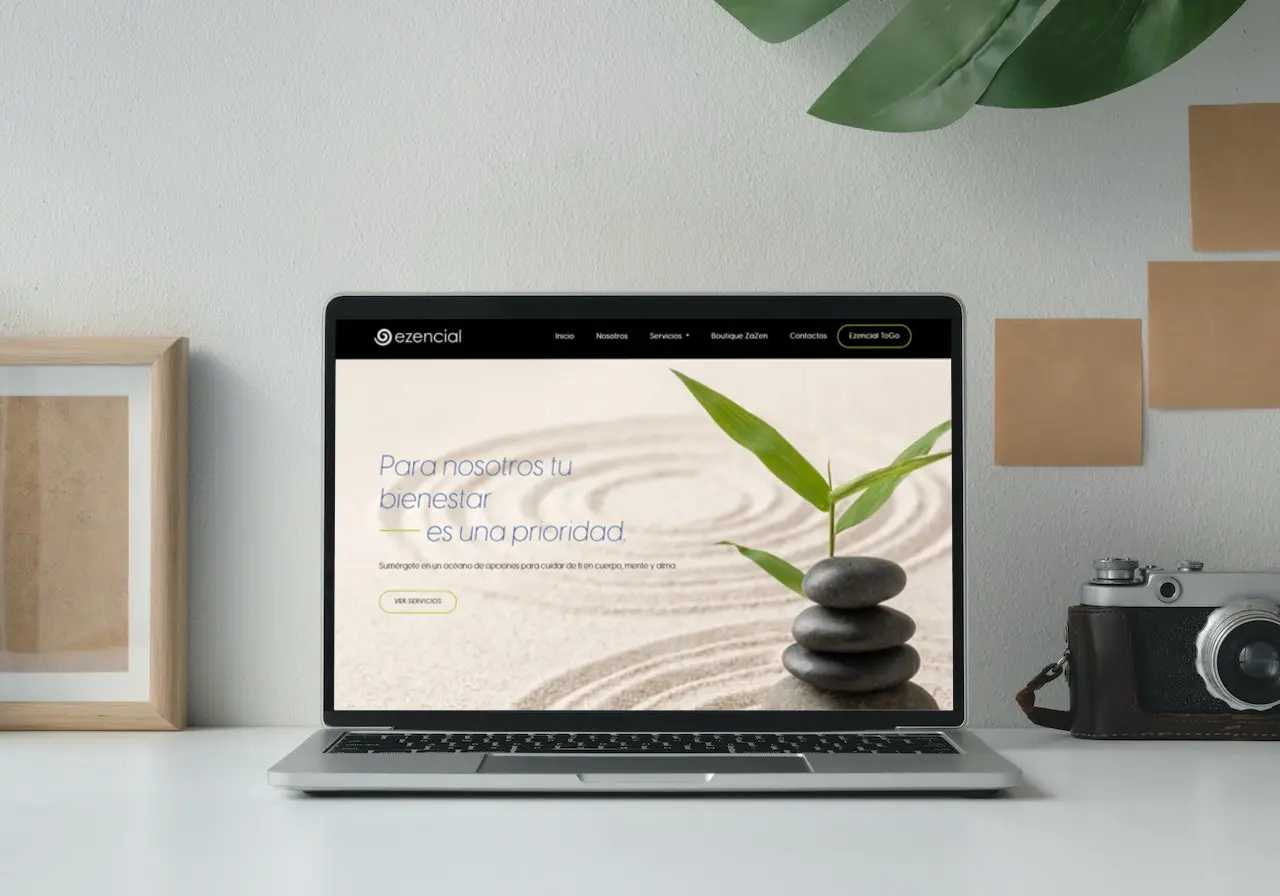 ezencial
Inicio Nosotros Servicios Boutique ZaZen Contactos Ezencial ToGo
Para nosotros tu
bienestar
es una prioridad.
Sumérgete en un océano de opciones para cuidar de ti en cuerpo, mente y alma
VER SERVICIOS